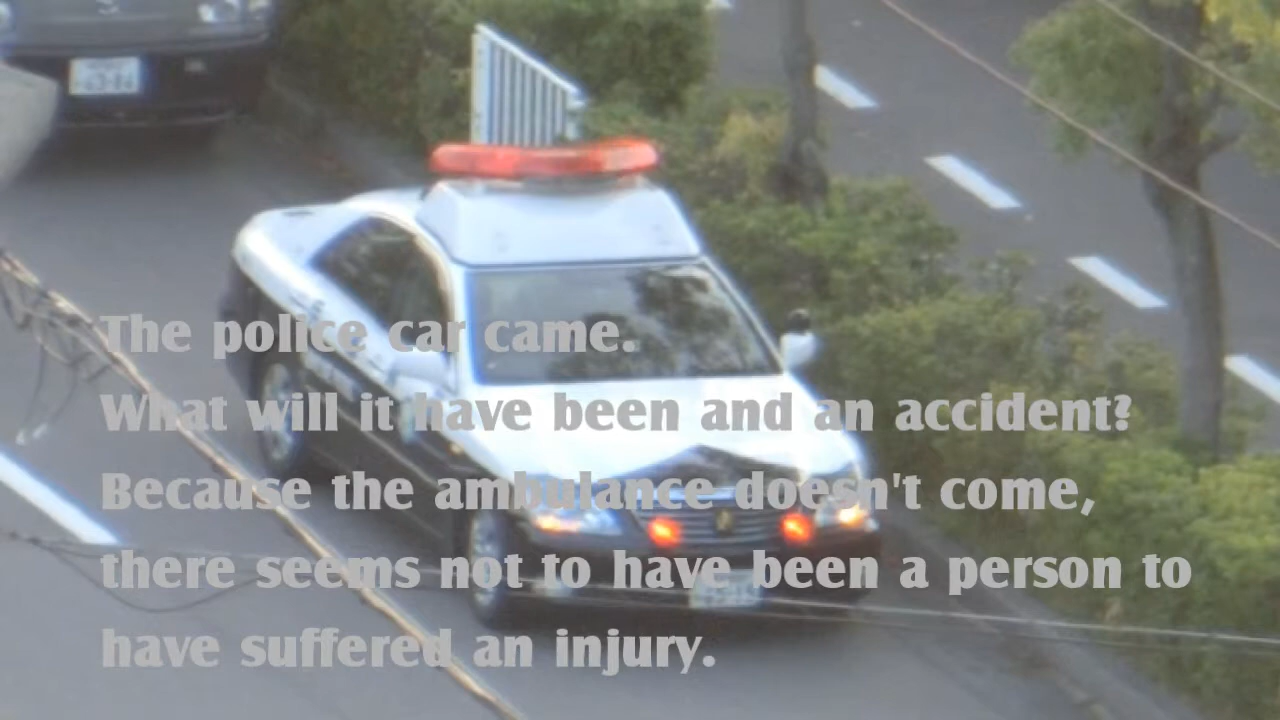 The police car came.
What will it have been and an accident?
Because the ambulance doesn't come,
there seems not to have been a person to
have suffered an injury.